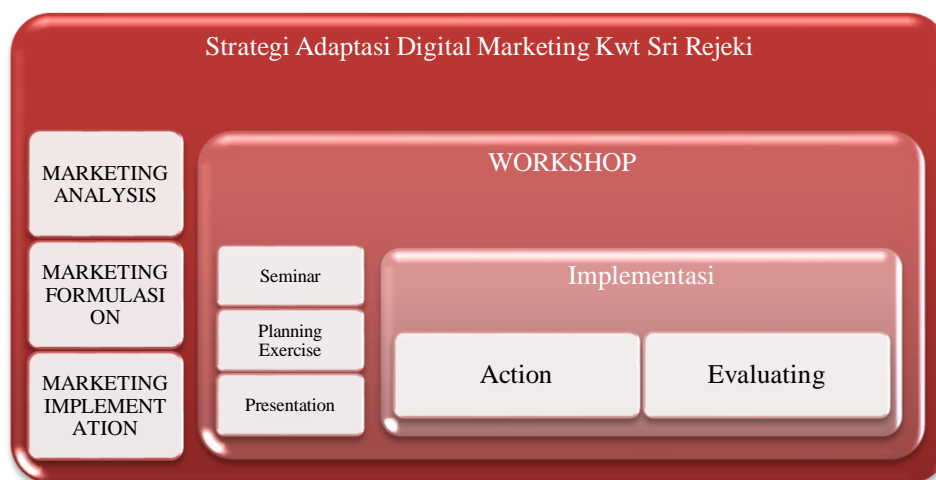 Strategi Adaptasi Digital Marketing Kwt Sri Rejeki
MARKETING
ANALYSIS
MARKETING
FORMULASI
ON
MARKETING
IMPLEMENT
ATION
WORKSHOP
Seminar
Planning
Exercise
Presentation
Implementasi
Action
Evaluating